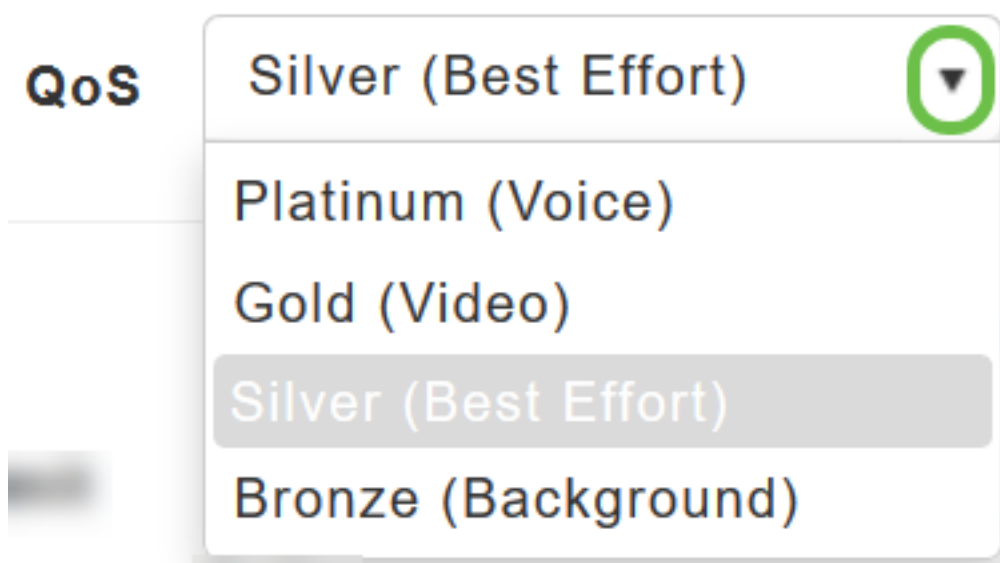 QoS Silver (Best Effort)
Platinum (Voice)
Gold (Video)
Silver (Best Effort)
Bronze (Background)